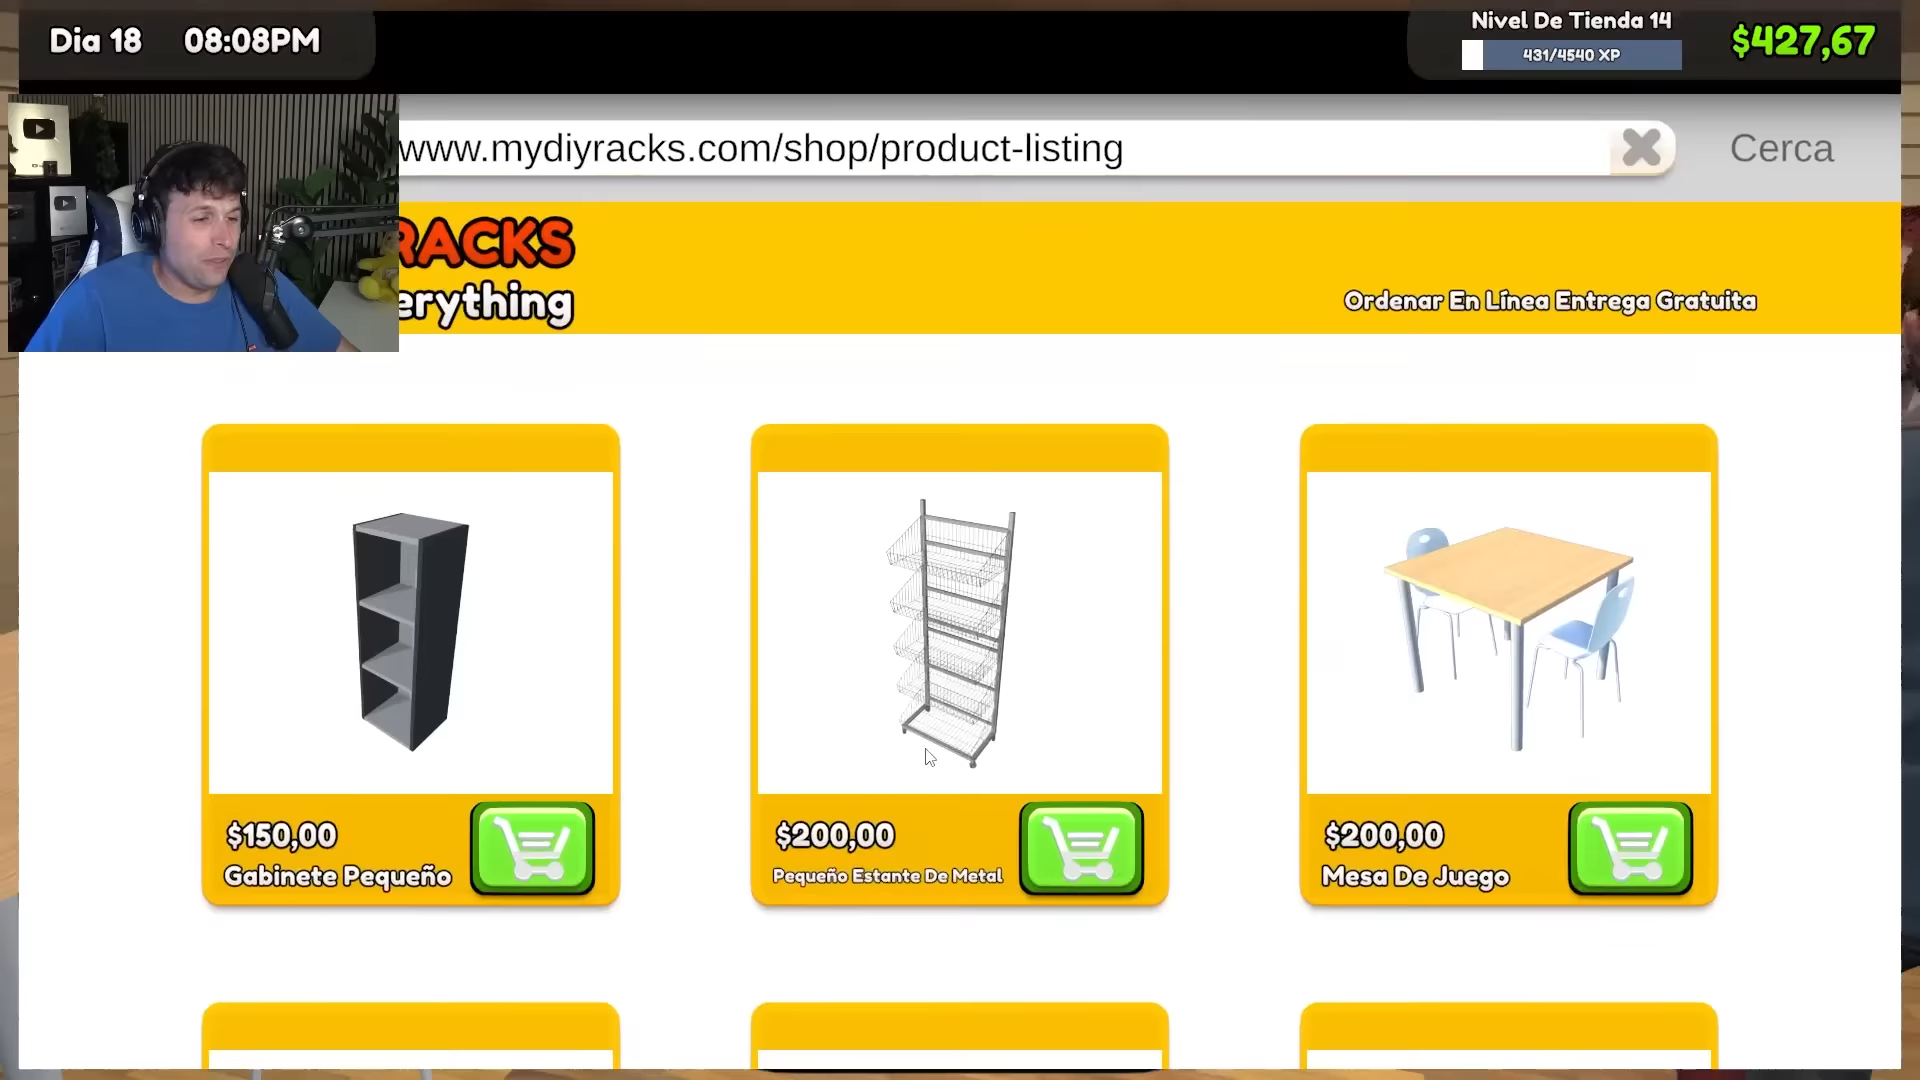 Dia 18 08:08PM
Nivel De Tienda 14
431/4540 XP
$427,67
www.mydiyracks.com/shop/product-listing
Cerca
RACKS
erything
Ordenar En Línea Entrega Gratuita
$150,00
Gabinete Pequeño
$200,00
Pequeño Estante De Metal
$200,00
Mesa De Juego